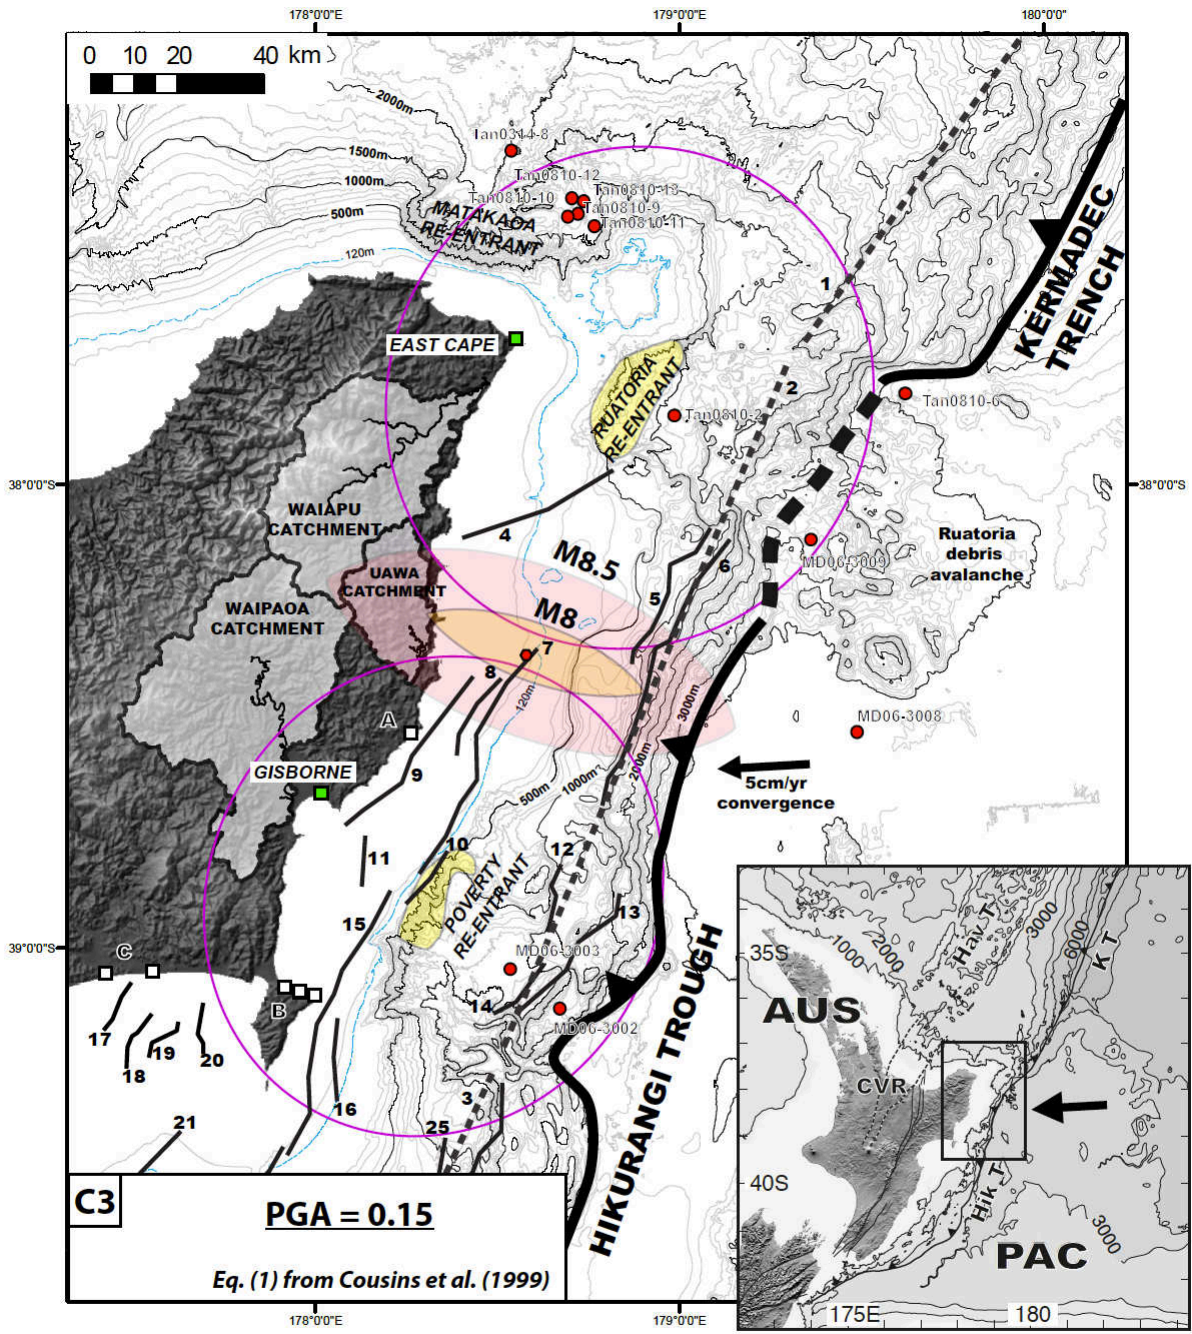 178°0'0"E
179°0'0"E
180°0'0"
0 10 20 40 km
2000m
1500m
1000m
500m
120m
Tan0314-8
Tan0810-12
Tan0810-13
Tan0810-10
Tan0810-9
Tan0810-11
MATAKAOA
RE-ENTRANT
1
KERMADEC
TRENCH
EAST CAPE
RUATORIA
RE-ENTRANT
2
Tan0810-2
Tan0810-6
38°0'0"S
38°0'0"S
WAIAPU
CATCHMENT
4
M8.5
6
MD06-3009
Ruatoria
debris
avalanche
UAWA
CATCHMENT
5
WAIPAOA
CATCHMENT
M8
7
8
120m
3000m
MD06-3008
A
2000m
5cm/yr
convergence
GISBORNE
9
500m
1000m
10
11
12
POVERTY
RE-ENTRANT
13
15
39°0'0"S
C
MD06-3003
14
B
MD06-3002
17
19
20
18
16
3
21
25
HIKURANGI TROUGH
C3
PGA = 0.15
Eq. (1) from Cousins et al. (1999)
35S
1000
2000
Hav T
3000
6000
K T
AUS
CVR
40S
Hik T
3000
PAC
175E
180
178°0'0"E
179°0'0"E